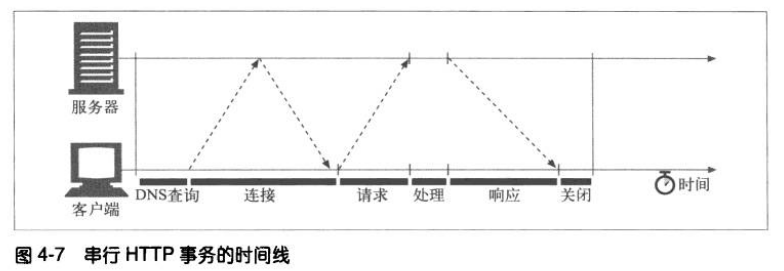 服务器
DNS查询 连接 请求 处理 响应 关闭 时间
客户端
图 4-7 串行 HTTP 事务的时间线